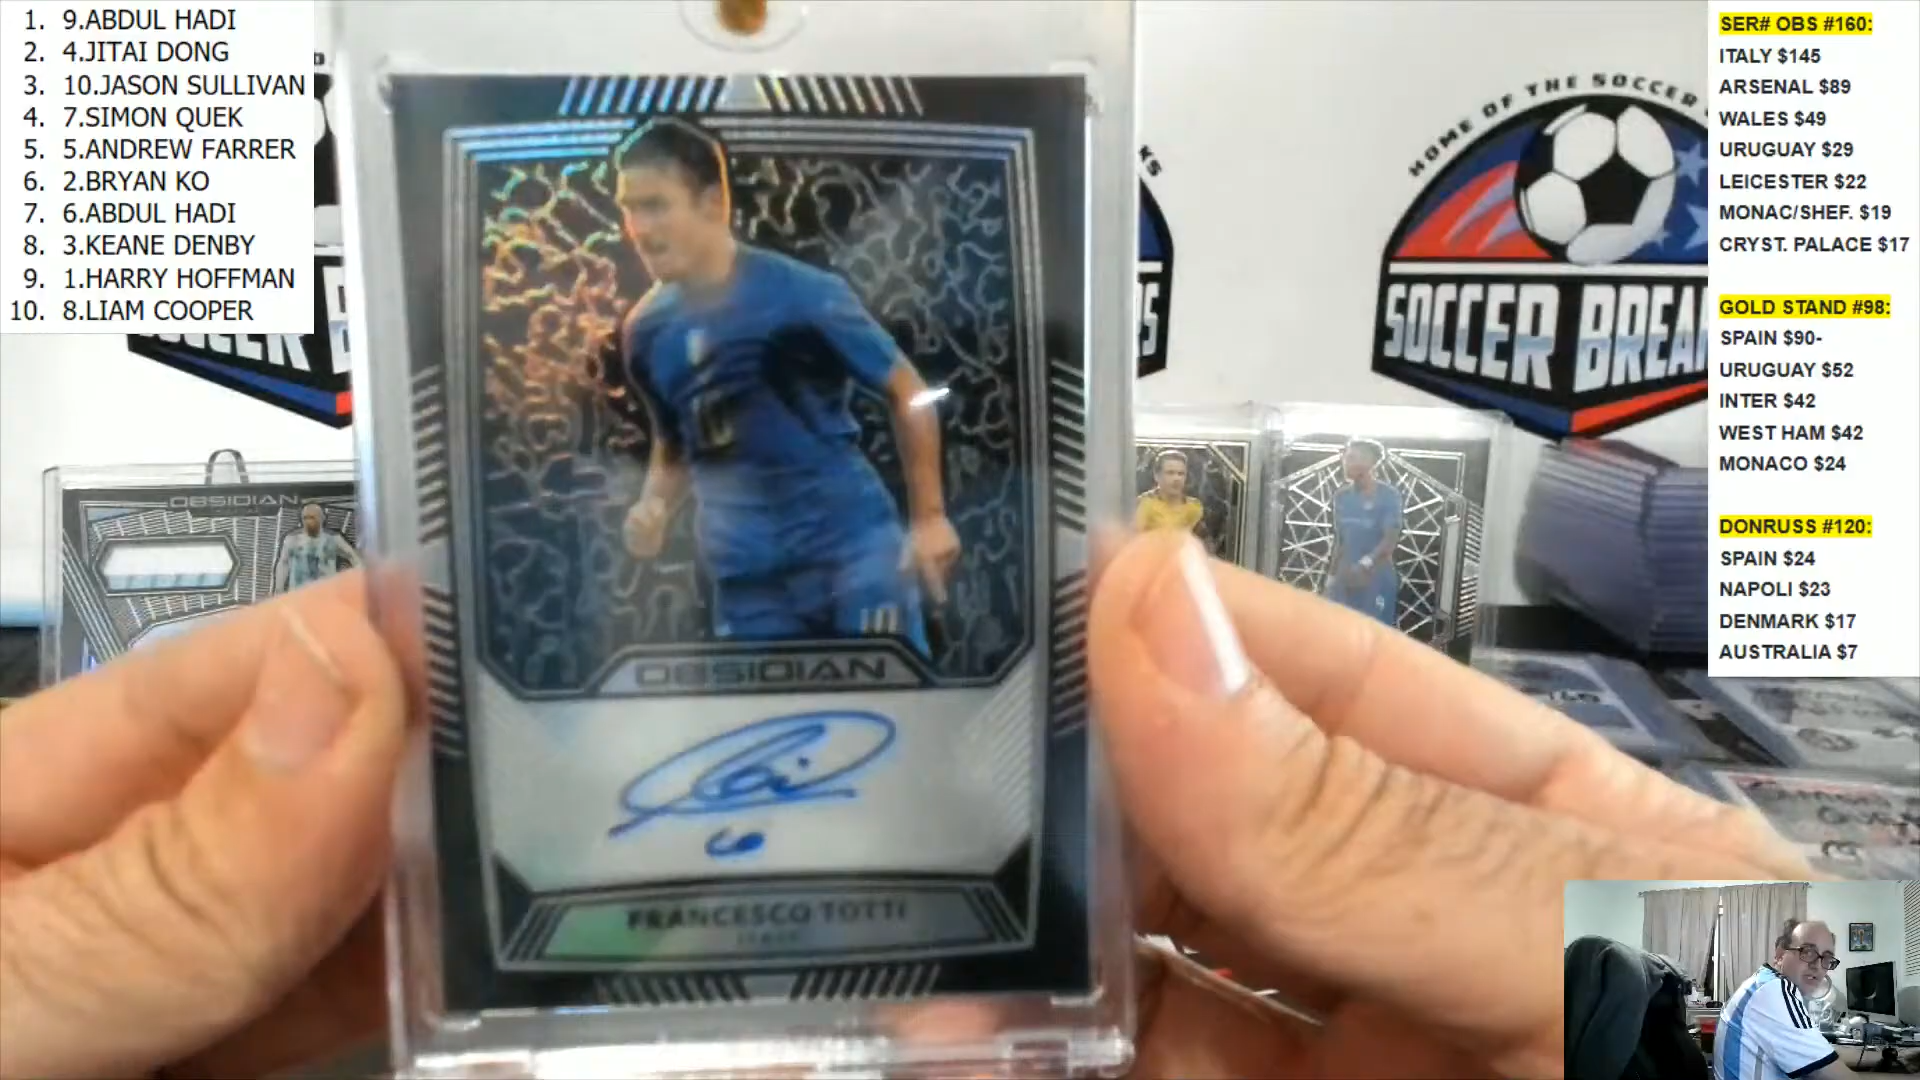 1. 9.ABDUL HADI
2. 4.JITAI DONG
3. 10.JASON SULLIVAN
4. 7.SIMON QUEK
5. 5.ANDREW FARRER
6. 2.BRYAN KO
7. 6.ABDUL HADI
8. 3.KEANE DENBY
9. 1.HARRY HOFFMAN
10. 8.LIAM COOPER
SER# OBS #160:
ITALY $145
ARSENAL $89
WALES $49
URUGUAY $29
LEICESTER $22
MONAC/SHEF. $19
CRYST. PALACE $17
GOLD STAND #98:
SPAIN $90-
URUGUAY $52
INTER $42
WEST HAM $42
MONACO $24
DONRUSS #120:
SPAIN $24
NAPOLI $23
DENMARK $17
AUSTRALIA $7
HOME OF THE SOCCER
SOCCER BREA
KS
OBSIDIAN
10
OBSIDIAN
FRANCESCO TOTTI
ITALY